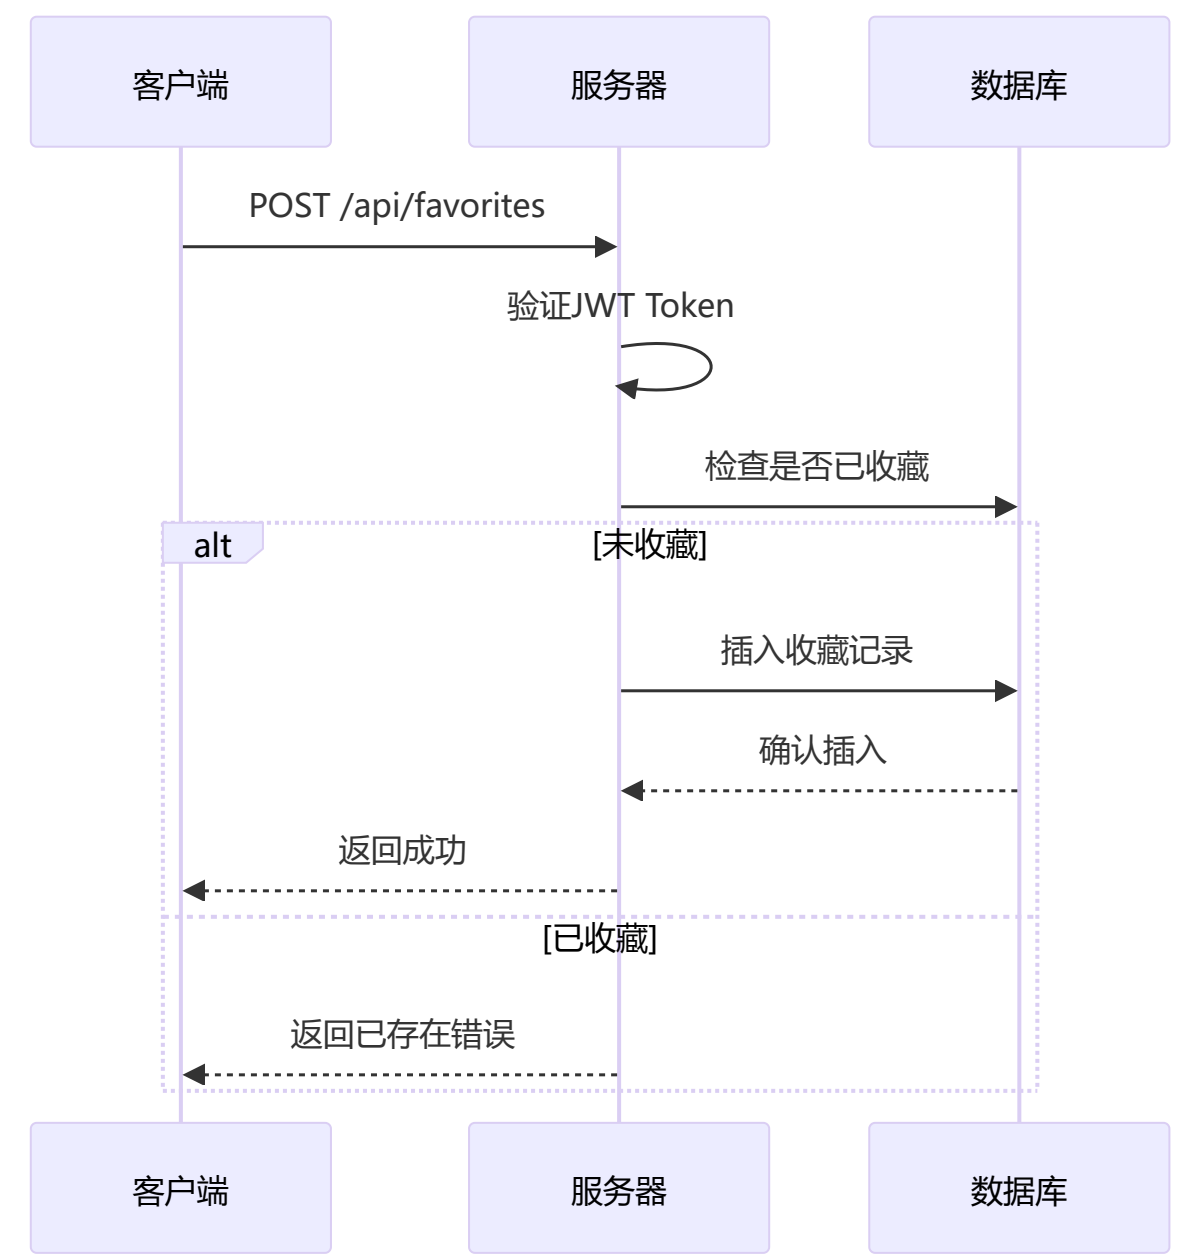 客户端
服务器
数据库
POST /api/favorites
验证JWT Token
检查是否已收藏
alt
[未收藏]
插入收藏记录
确认插入
返回成功
[已收藏]
返回已存在错误
客户端
服务器
数据库